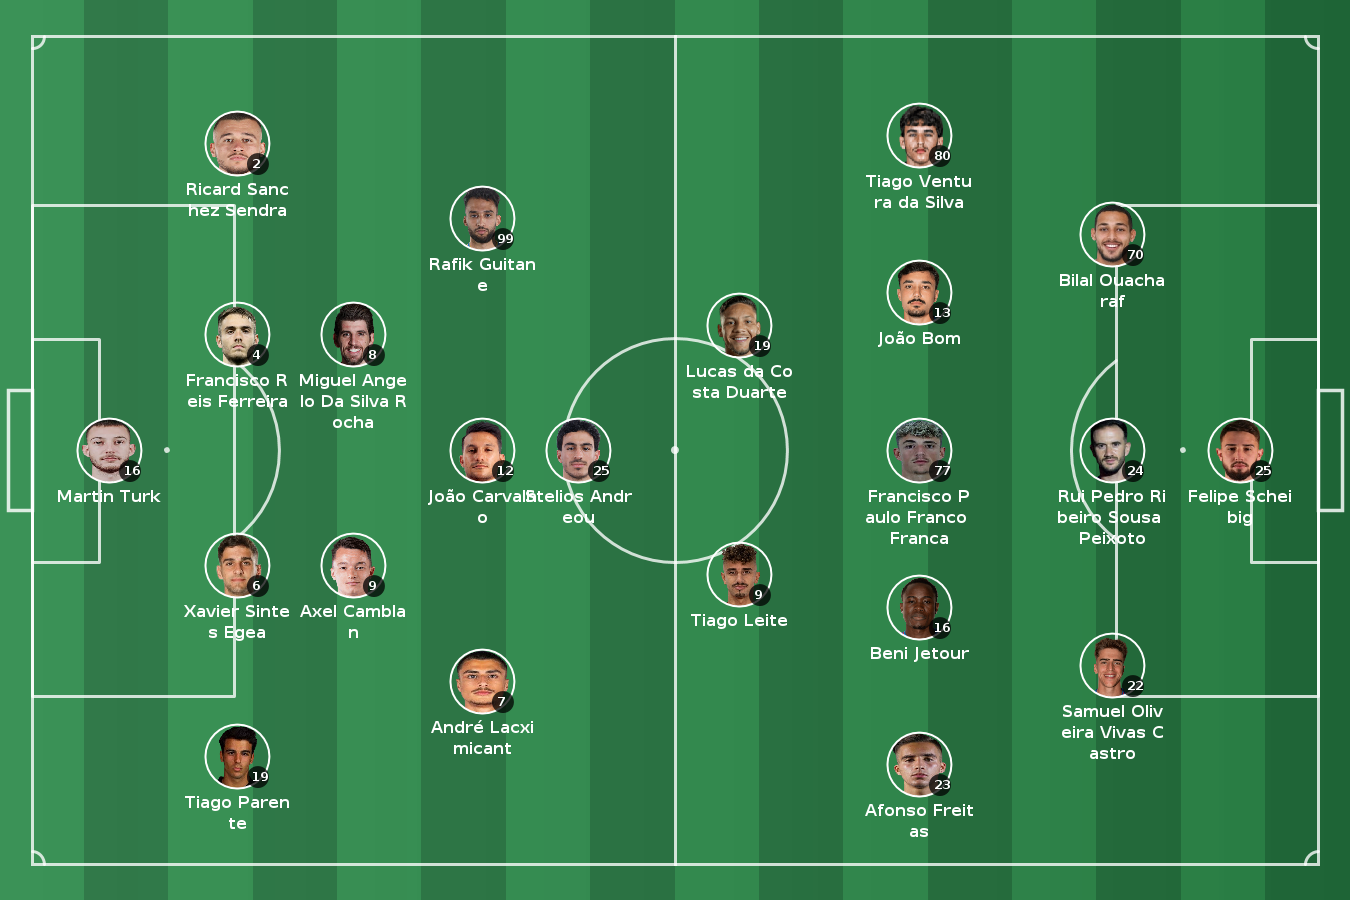 2
Ricard Sanc
hez Sendra
99
Rafik Guitan
e
4
Francisco R
eis Ferreira
8
Miguel Ange
lo Da Silva R
ocha
16
Martin Turk
12
João Carvalh
o
25
Stelios Andr
eou
6
Xavier Sinte
s Egea
9
Axel Cambla
n
7
André Lacxi
micant
19
Tiago Paren
te
80
Tiago Ventu
ra da Silva
70
Bilal Ouacha
raf
13
João Bom
19
Lucas da Co
sta Duarte
77
Francisco P
aulo Franco
Franca
24
Rui Pedro Ri
beiro Sousa
Peixoto
25
Felipe Schei
big
9
Tiago Leite
16
Beni Jetour
22
Samuel Oliv
eira Vivas C
astro
23
Afonso Freit
as